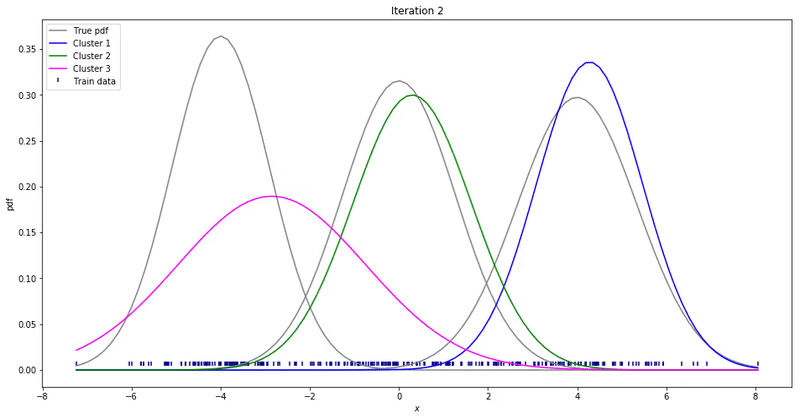 Iteration 2
True pdf
Cluster 1
Cluster 2
Cluster 3
Train data
0.35
0.30
0.25
0.20
0.15
0.10
0.05
0.00
pdf
−8 −6 −4 −2 0 2 4 6 8
x